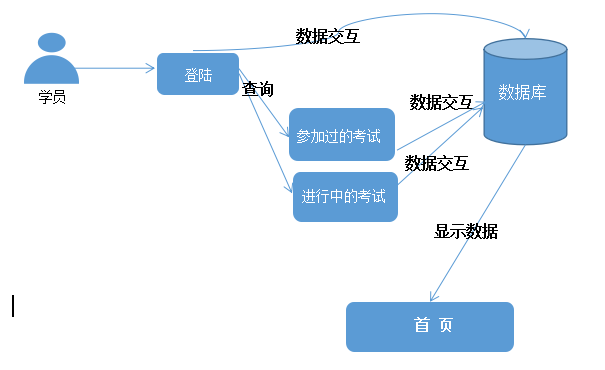 数据交互
学员
登陆
查询
数据库
数据交互
参加过的考试
数据交互
进行中的考试
显示数据
首 页